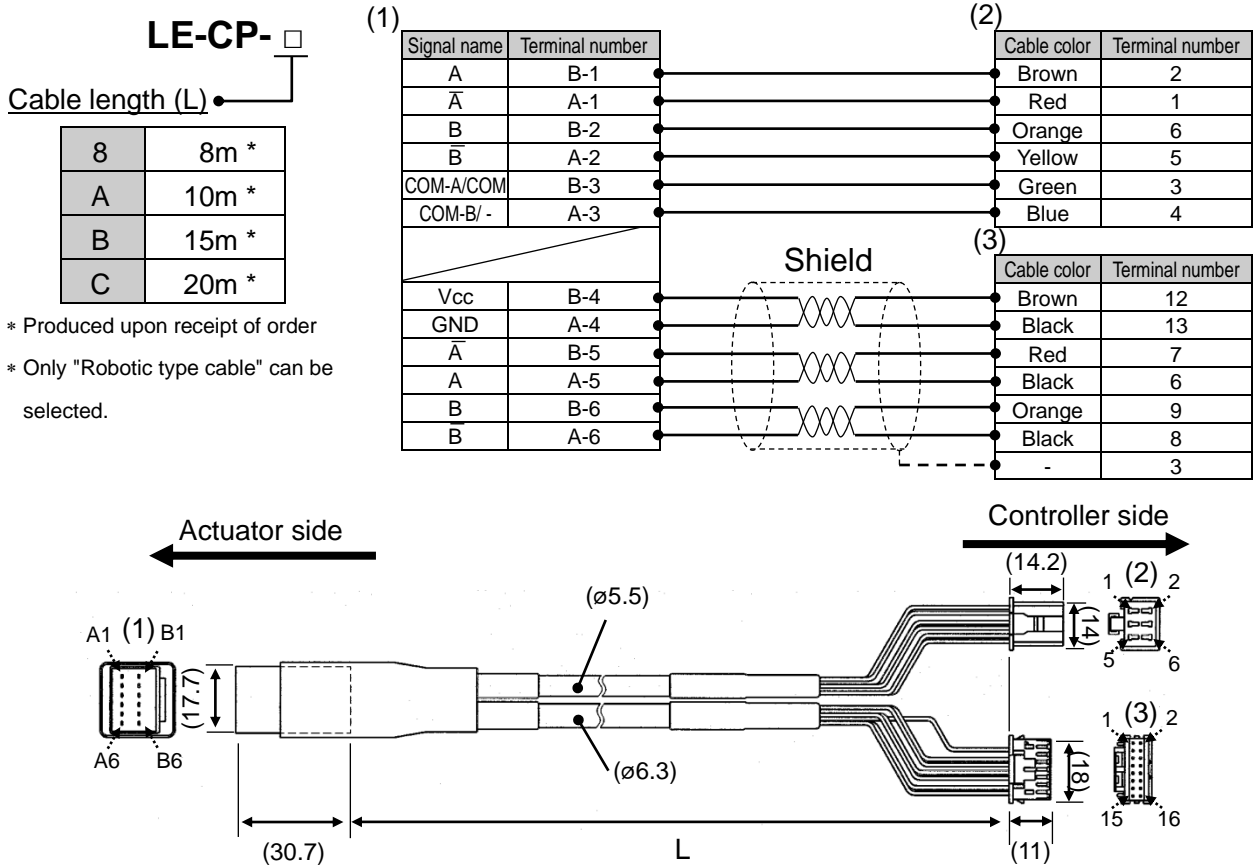 LE-CP- □
Cable length (L)
8 8m *
A 10m *
B 15m *
C 20m *
* Produced upon receipt of order
* Only "Robotic type cable" can be
selected.
(1)
Signal name Terminal number
A B-1
A̅ A-1
B B-2
B̅ A-2
COM-A/COM B-3
COM-B/ - A-3
Vcc B-4
GND A-4
A̅ B-5
A A-5
B B-6
B̅ A-6
Shield
(2)
Cable color Terminal number
Brown 2
Red 1
Orange 6
Yellow 5
Green 3
Blue 4
(3)
Cable color Terminal number
Brown 12
Black 13
Red 7
Black 6
Orange 9
Black 8
- 3
Actuator side
Controller side
A1 (1) B1
A6 B6
(17.7)
(30.7)
(ø5.5)
(ø6.3)
L
(14.2)
(14)
1 (2) 2
5 6
(18)
(11)
1 (3) 2
15 16